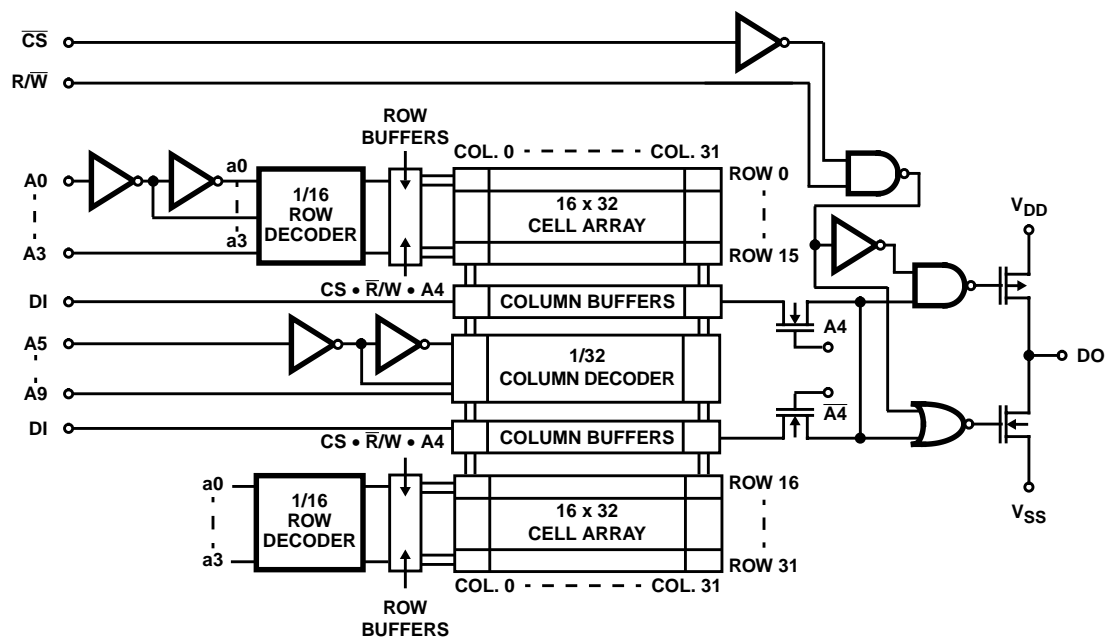 C̅S̅
R/W̅
ROW
BUFFERS
COL. 0 - - - - - - - COL. 31
A0
a0
1/16
ROW
DECODER
ROW 0
16 x 32
CELL ARRAY
A3
a3
ROW 15
V_DD
CS • R̅/W • A4
DI
COLUMN BUFFERS
A4
A5
1/32
COLUMN DECODER
DO
A9
A̅4̅
DI
COLUMN BUFFERS
CS • R̅/W • A4
a0
1/16
ROW
DECODER
ROW 16
16 x 32
CELL ARRAY
V_SS
a3
ROW 31
COL. 0 - - - - - - - COL. 31
ROW
BUFFERS